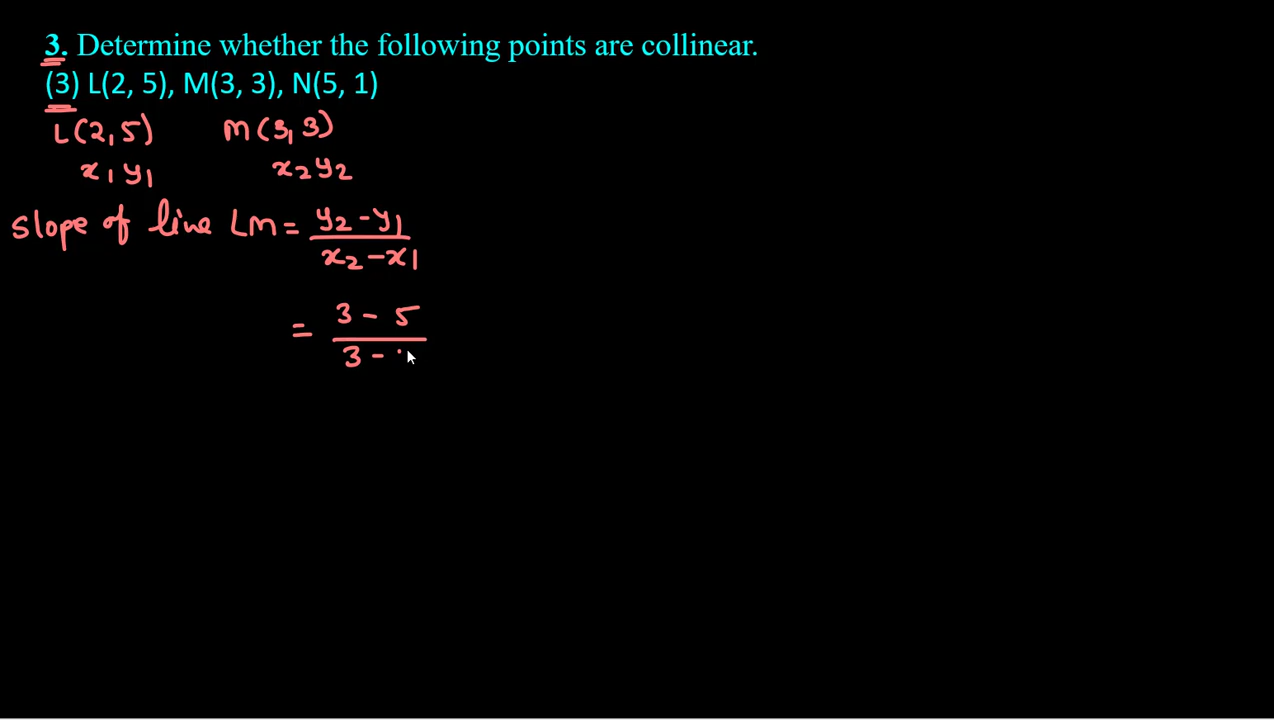 3. Determine whether the following points are collinear.
(3) L(2, 5), M(3, 3), N(5, 1)
L(2,5) M(3,3)
x1 y1 x2 y2
Slope of line LM = y2 - y1
x2 - x1
= 3 - 5
3 -